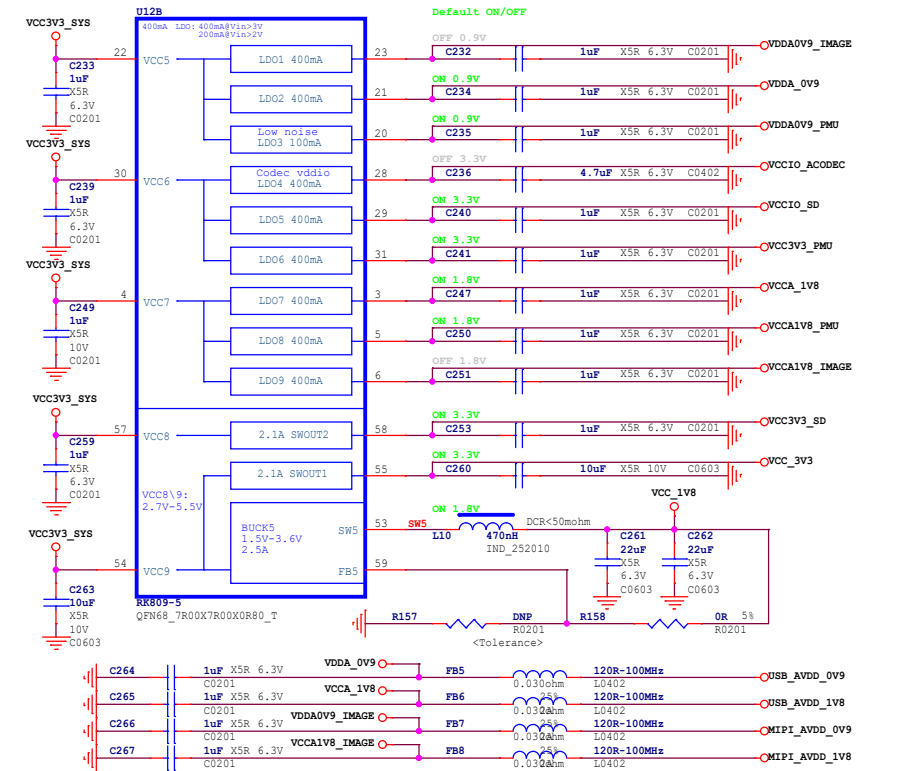 U12B
Default ON/OFF
VCC3V3_SYS
400mA LDO: 400mA@Vin>3V
200mA@Vin>2V
OFF 0.9V
22 VCC5 LDO1 400mA 23 C232 1uF X5R 6.3V C0201 VDDA0V9_IMAGE
C233
1uF
X5R
6.3V
C0201
ON 0.9V
LDO2 400mA 21 C234 1uF X5R 6.3V C0201 VDDA_0V9
ON 0.9V
Low noise
LDO3 100mA 20 C235 1uF X5R 6.3V C0201 VDDA0V9_PMU
VCC3V3_SYS
OFF 3.3V
30 VCC6 Codec vddio
LDO4 400mA 28 C236 4.7uF X5R 6.3V C0402 VCCIO_ACODEC
C239
1uF
X5R
6.3V
C0201
ON 3.3V
LDO5 400mA 29 C240 1uF X5R 6.3V C0201 VCCIO_SD
ON 3.3V
LDO6 400mA 31 C241 1uF X5R 6.3V C0201 VCC3V3_PMU
VCC3V3_SYS
ON 1.8V
4 VCC7 LDO7 400mA 3 C247 1uF X5R 6.3V C0201 VCCA_1V8
C249
1uF
X5R
10V
C0201
ON 1.8V
LDO8 400mA 5 C250 1uF X5R 6.3V C0201 VCCA1V8_PMU
OFF 1.8V
LDO9 400mA 6 C251 1uF X5R 6.3V C0201 VCCA1V8_IMAGE
VCC3V3_SYS
ON 3.3V
57 VCC8 2.1A SWOUT2 58 C253 1uF X5R 6.3V C0201 VCC3V3_SD
C259
1uF
X5R
6.3V
C0201
ON 3.3V
2.1A SWOUT1 55 C260 10uF X5R 10V C0603 VCC_3V3
VCC8\9:
2.7V-5.5V
VCC_1V8
ON 1.8V
BUCK5
1.5V-3.6V
2.5A
SW5 53 SW5 L10 470nH DCR<50mohm
IND_252010
C261
22uF
X5R
6.3V
C0603
C262
22uF
X5R
6.3V
C0603
VCC3V3_SYS
54 VCC9 FB5 59
C263
10uF
X5R
10V
C0603
RK809-5
QFN68_7R00X7R00X0R80_T
R157 DNP R158 0R 5%
R0201 R0201
<Tolerance>
C264 1uF X5R 6.3V VDDA_0V9 FB5 120R-100MHz USB_AVDD_0V9
C0201 0.030ohm L0402
C265 1uF X5R 6.3V VCCA_1V8 FB6 25% 120R-100MHz USB_AVDD_1V8
C0201 L0402
C266 1uF X5R 6.3V VDDA0V9_IMAGE FB7 25% 120R-100MHz MIPI_AVDD_0V9
C0201 L0402
C267 1uF X5R 6.3V VCCA1V8_IMAGE FB8 25% 120R-100MHz MIPI_AVDD_1V8
C0201 L0402